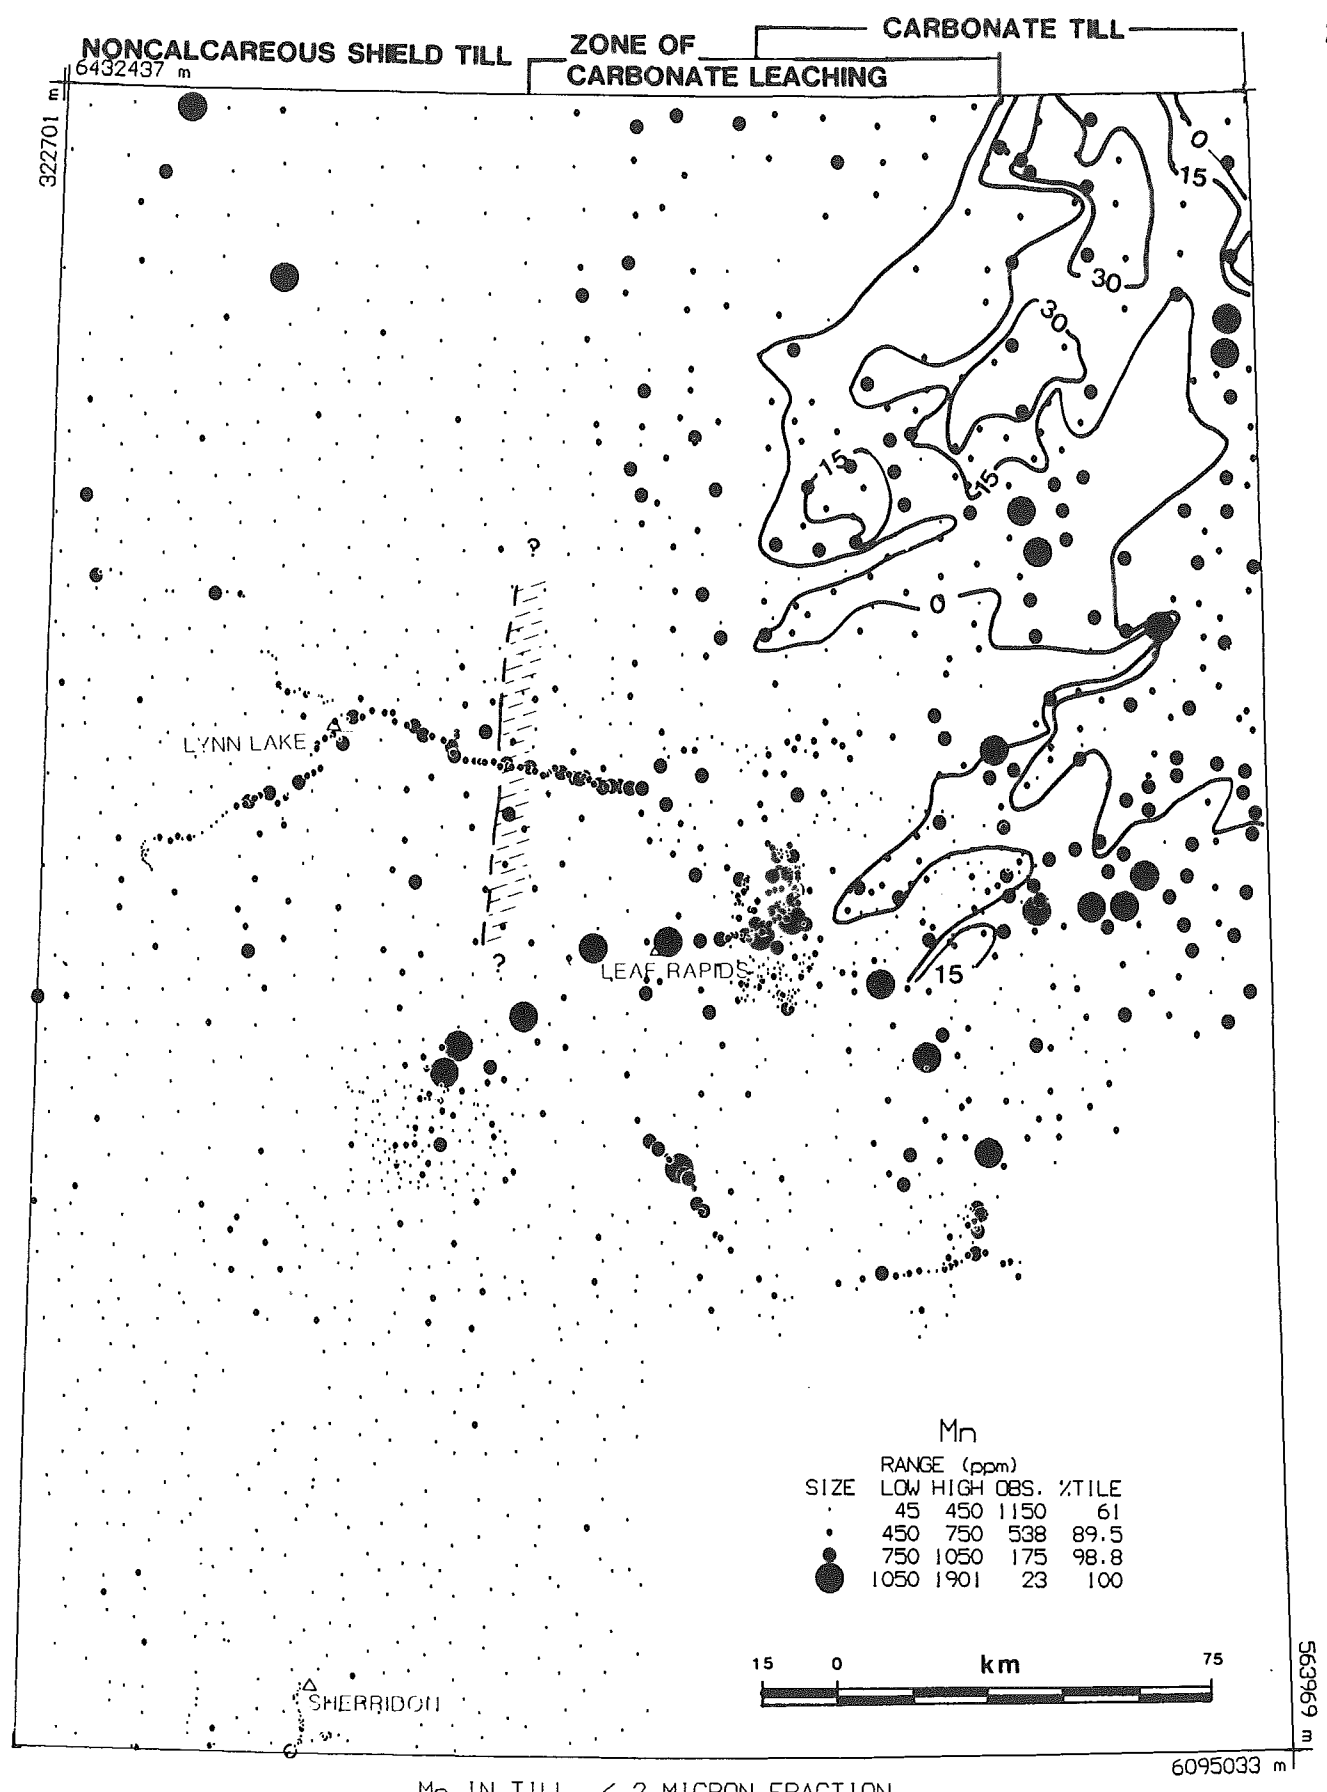 CARBONATE TILL
NONCALCAREOUS SHIELD TILL
ZONE OF
CARBONATE LEACHING
6432437 m
322701 m
0
15
30
30
15
15
?
0
LYNN LAKE
?
LEAF RAPIDS
15
Mn
RANGE (ppm)
SIZE LOW HIGH OBS. %TILE
45 450 1150 61
450 750 538 89.5
750 1050 175 98.8
1050 1901 23 100
15 0 km 75
SHERRIDON
563969 m
6095033 m
Mn IN TILL, < 2 MICRON FRACTION